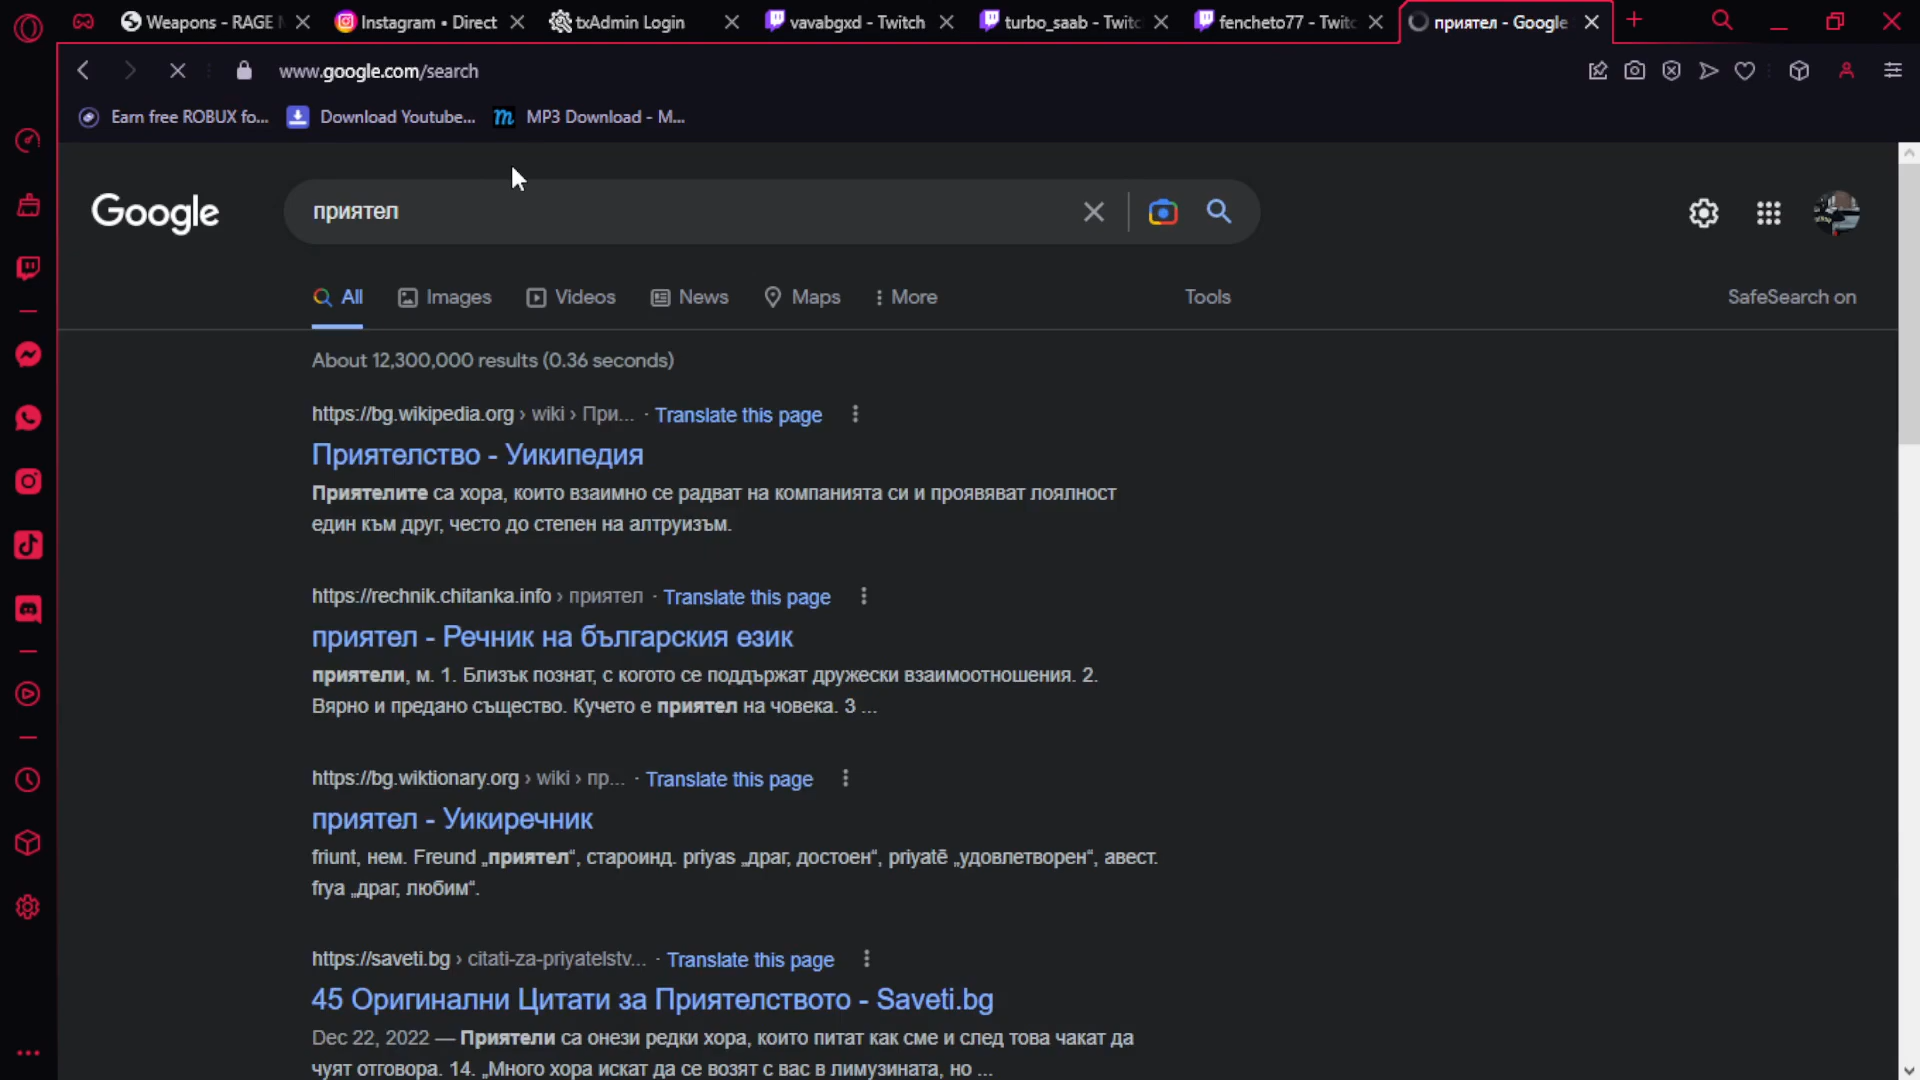 Weapons - RAGE
Instagram • Direct
txAdmin Login
vavabgxd - Twitch
turbo_saab - Twitc
fencheto77 - Twitc
приятел - Google
www.google.com/search
Earn free ROBUX fo...
Download Youtube...
MP3 Download - M...
Google
приятел
All
Images
Videos
News
Maps
More
Tools
SafeSearch on
About 12,300,000 results (0.36 seconds)
https://bg.wikipedia.org › wiki › При... · Translate this page
Приятелство - Уикипедия
Приятелите са хора, които взаимно се радват на компанията си и проявяват лоялност
един към друг, често до степен на алтруизъм.
https://rechnik.chitanka.info › приятел · Translate this page
приятел - Речник на българския език
приятели, м. 1. Близък познат, с когото се поддържат дружески взаимоотношения. 2.
Вярно и предано същество. Кучето е приятел на човека. 3 ...
https://bg.wiktionary.org › wiki › пр... · Translate this page
приятел - Уикиречник
friunt, нем. Freund „приятел“, староинд. priyas „драг, достоен“, priyatē „удовлетворен“, авест.
frya „драг, любим“.
https://saveti.bg › citati-za-priyatelstv... · Translate this page
45 Оригинални Цитати за Приятелството - Saveti.bg
Dec 22, 2022 — Приятели са онези редки хора, които питат как сме и след това чакат да
чуят отговора. 14. „Много хора искат да се возят с вас в лимузината, но ...